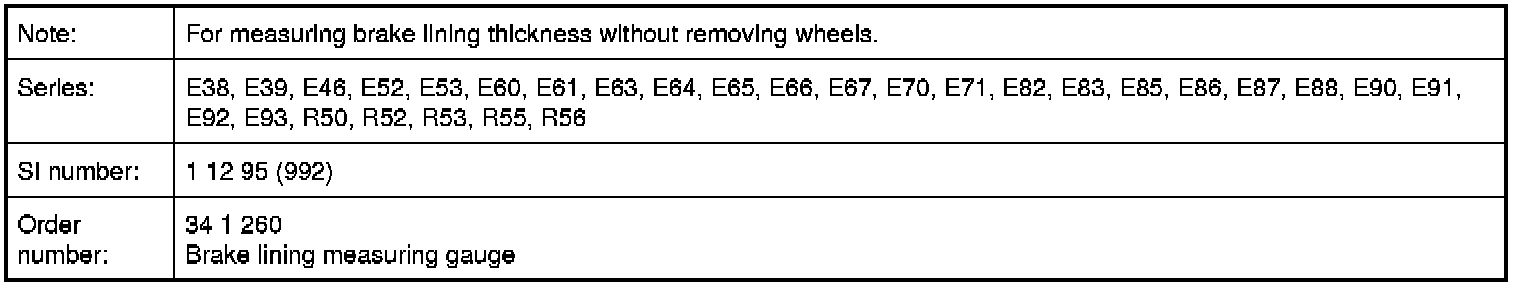 Note: For measuring brake lining thickness without removing wheels.
Series: E38, E39, E46, E52, E53, E60, E61, E63, E64, E65, E66, E67, E70, E71, E82, E83, E85, E86, E87, E88, E90, E91,
E92, E93, R50, R52, R53, R55, R56
SI number: 1 12 95 (992)
Order 34 1 260
number: Brake lining measuring gauge